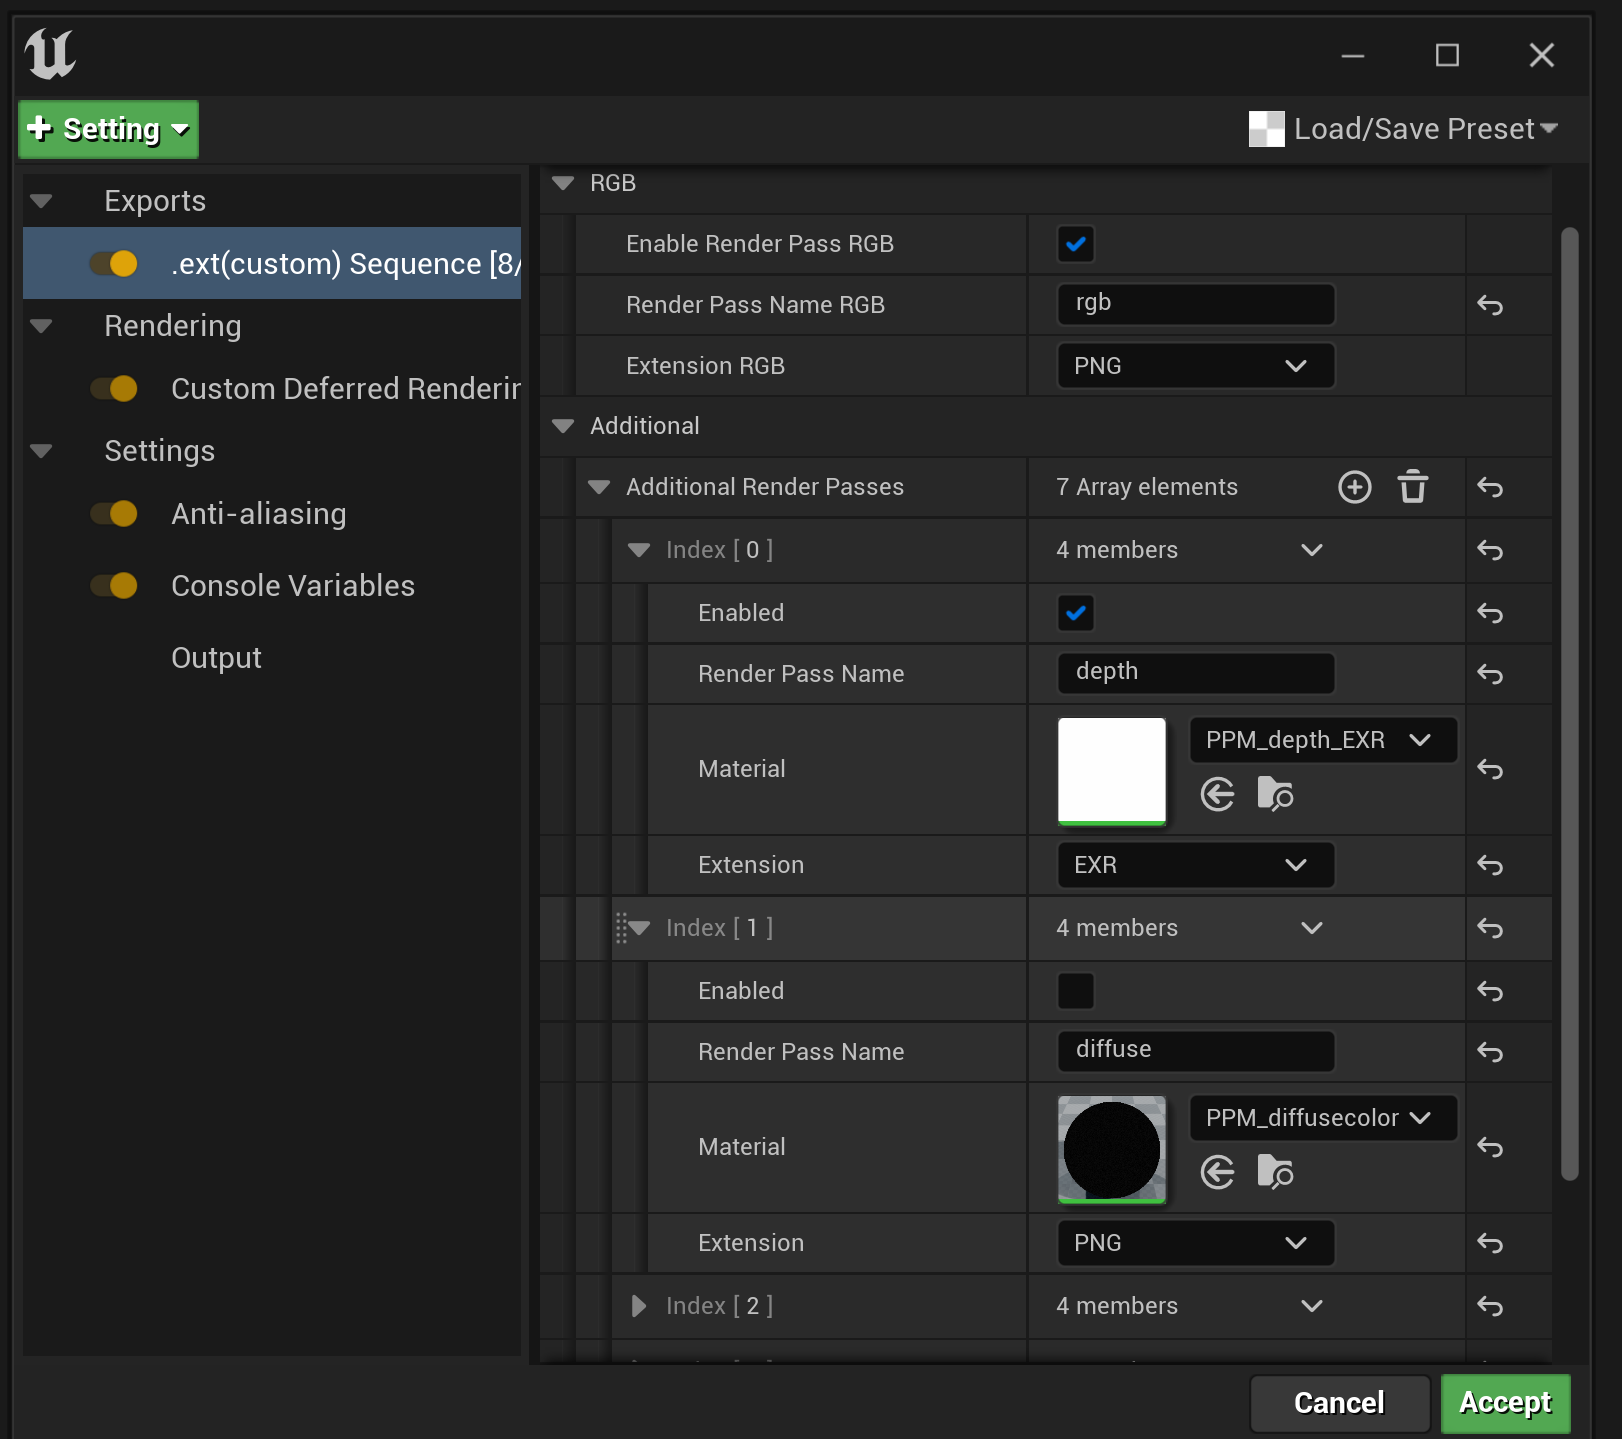 Setting
Load/Save Preset
Exports
.ext(custom) Sequence [8/
Rendering
Custom Deferred Renderin
Settings
Anti-aliasing
Console Variables
Output
RGB
Enable Render Pass RGB
Render Pass Name RGB
rgb
Extension RGB
PNG
Additional
Additional Render Passes
7 Array elements
Index [ 0 ]
4 members
Enabled
Render Pass Name
depth
Material
PPM_depth_EXR
Extension
EXR
Index [ 1 ]
4 members
Enabled
Render Pass Name
diffuse
Material
PPM_diffusecolor
Extension
PNG
Index [ 2 ]
4 members
Cancel
Accept